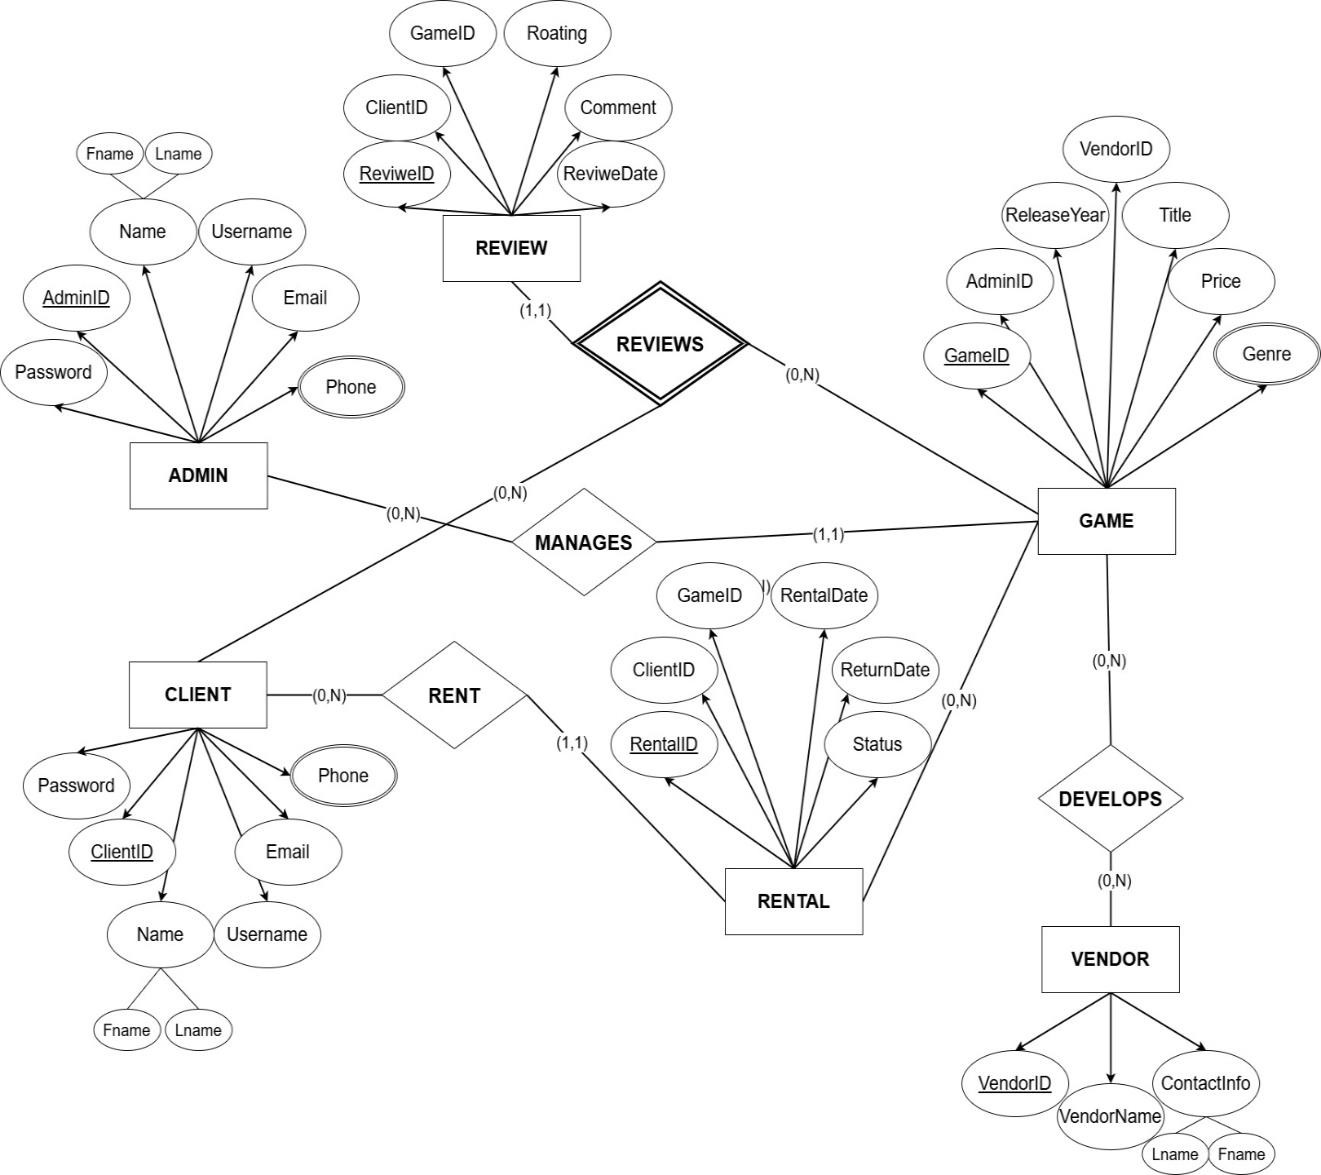 GameID
Roating
ClientID
Comment
ReviweID
ReviweDate
REVIEW
(1,1)
REVIEWS
(0,N)
(0,N)
Fname
Lname
Name
Username
AdminID
Email
Password
Phone
ADMIN
(0,N)
MANAGES
(1,1)
VendorID
ReleaseYear
Title
AdminID
Price
GameID
Genre
GAME
(0,N)
DEVELOPS
(0,N)
VENDOR
VendorID
VendorName
ContactInfo
Lname
Fname
CLIENT
(0,N)
RENT
(1,1)
Password
Phone
ClientID
Email
Name
Username
Fname
Lname
GameID
RentalDate
ClientID
ReturnDate
RentalID
Status
(0,N)
RENTAL